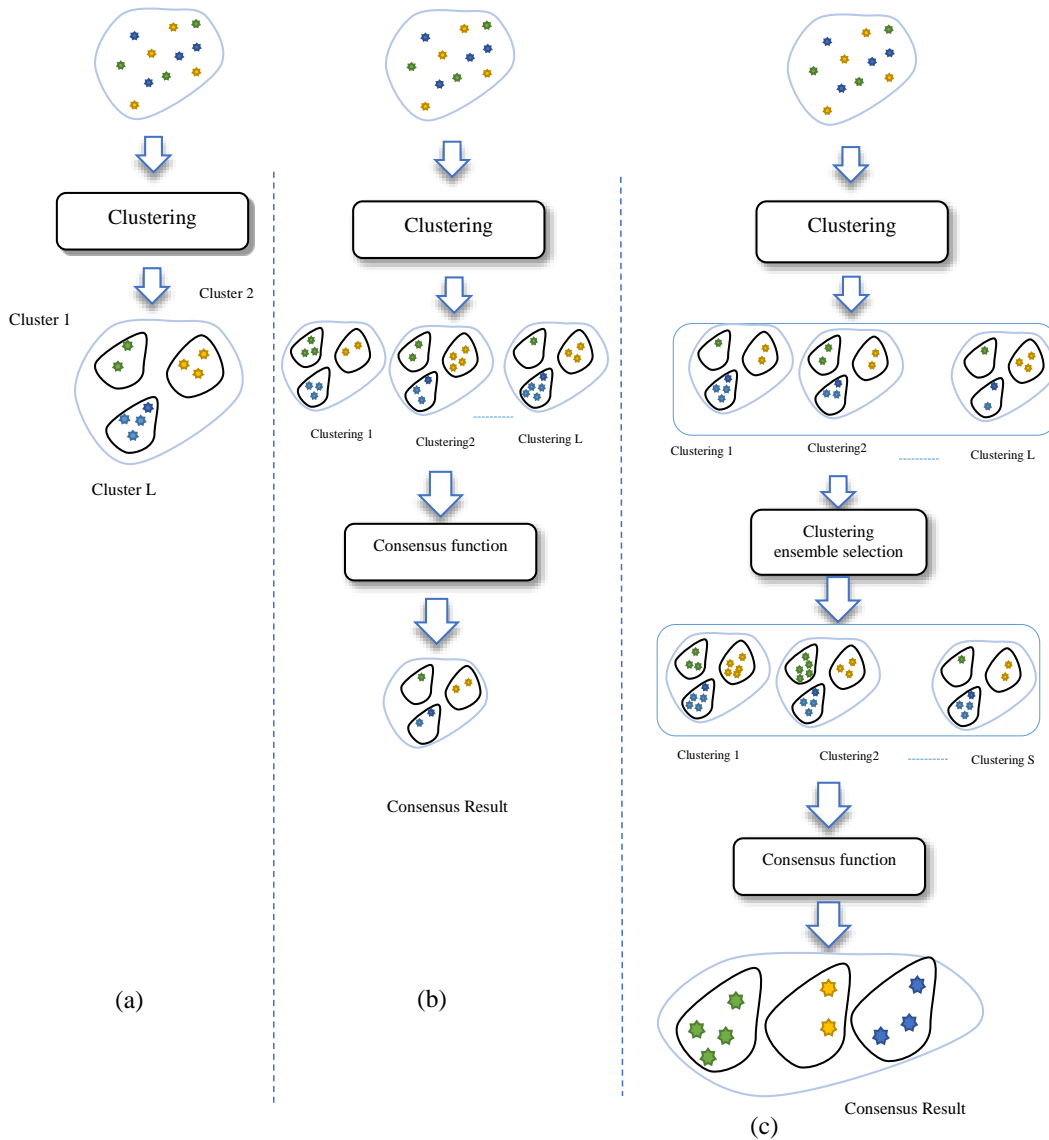 Clustering
Cluster 2
Cluster 1
Cluster L
(a)
Clustering
Clustering 1
Clustering2
Clustering L
Consensus function
Consensus Result
(b)
Clustering
Clustering 1
Clustering2
Clustering L
Clustering
ensemble selection
Clustering 1
Clustering2
Clustering S
Consensus function
Consensus Result
(c)